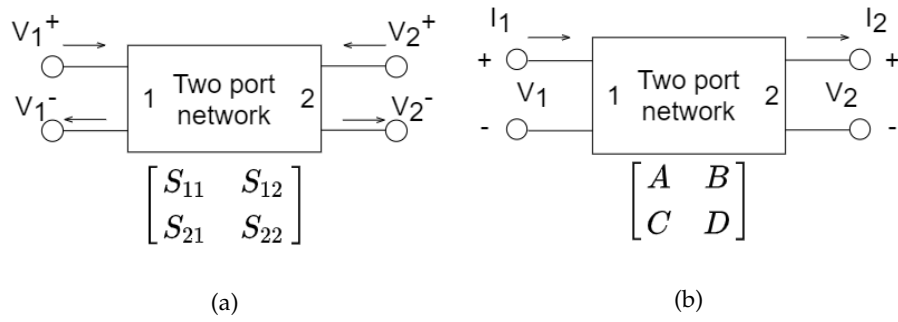 V1+ V2+ I1 I2
+ +
V1- 1 Two port network 2 V2- V1 1 Two port network 2 V2
- -
[S11 S12 S21 S22] [A B C D]
(a) (b)